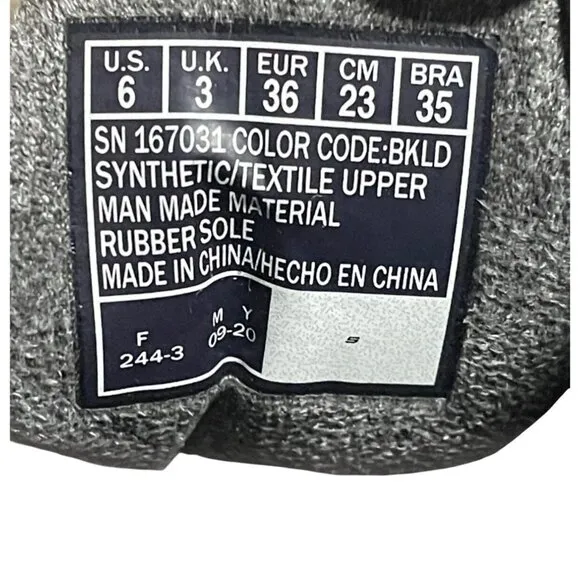 U.S. U.K. EUR CM BRA
6 3 36 23 35
SN 167031 COLOR CODE:BKLD
SYNTHETIC/TEXTILE UPPER
MAN MADE MATERIAL
RUBBER SOLE
MADE IN CHINA/HECHO EN CHINA
F M Y
244-3 09-20